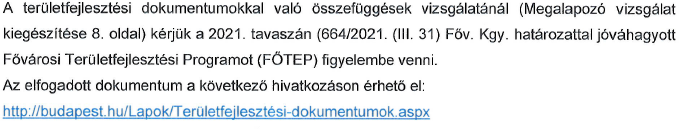 A területfejlesztési dokumentumokkal való összefüggések vizsgálatánál (Megalapozó vizsgálat
kiegészítése 8. oldal) kérjük a 2021. tavaszán (664/2021. (III. 31) Főv. Kgy. határozattal jóváhagyott
Fővárosi Területfejlesztési Programot (FŐTEP) figyelembe venni.
Az elfogadott dokumentum a következő hivatkozáson érhető el:
http://budapest.hu/Lapok/Területfejlesztési-dokumentumok.aspx